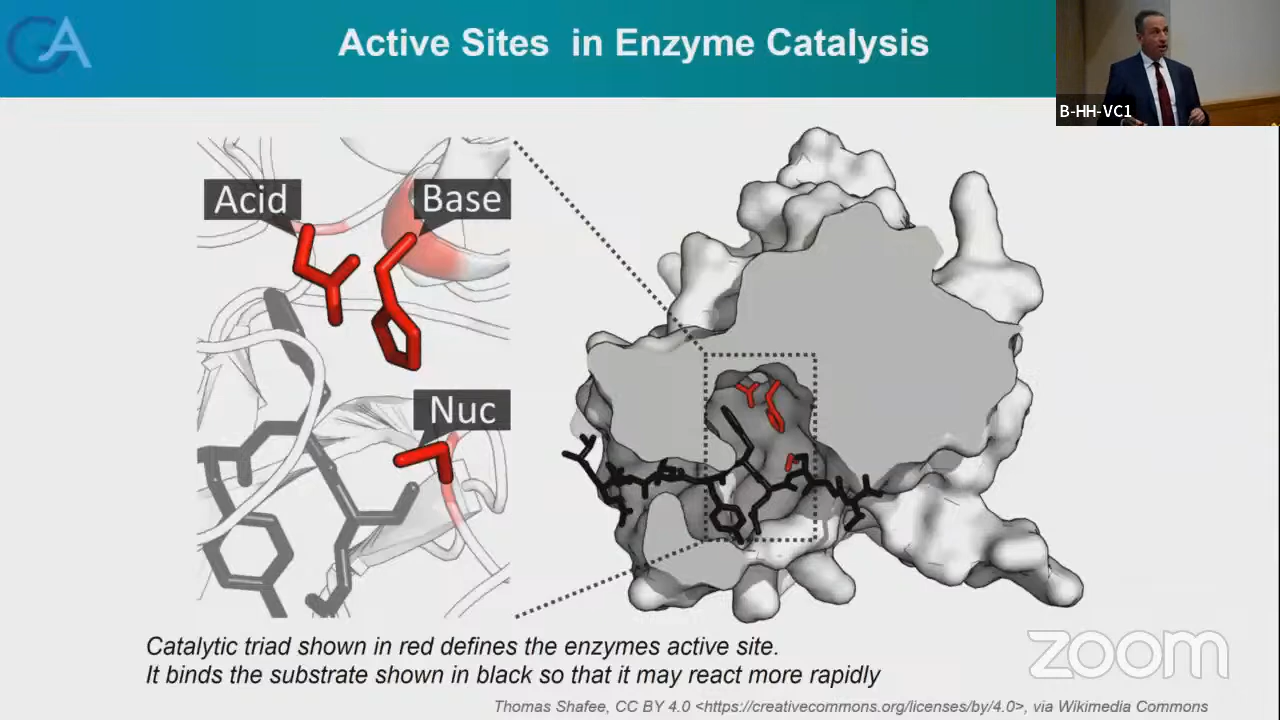 GA
Active Sites in Enzyme Catalysis
B-HH-VC1
Acid
Base
Nuc
Catalytic triad shown in red defines the enzymes active site.
It binds the substrate shown in black so that it may react more rapidly
zoom
Thomas Shafee, CC BY 4.0 <https://creativecommons.org/licenses/by/4.0>, via Wikimedia Commons